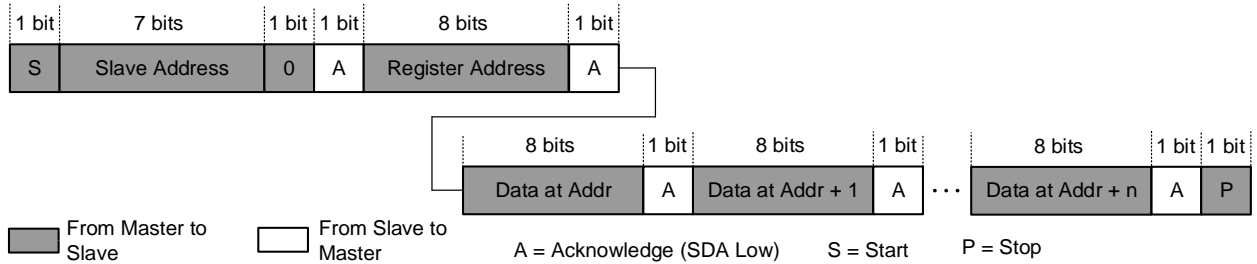 1 bit 7 bits 1 bit 1 bit 8 bits 1 bit
S Slave Address 0 A Register Address A
8 bits 1 bit 8 bits 1 bit 8 bits 1 bit 1 bit
Data at Addr A Data at Addr + 1 A ... Data at Addr + n A P
From Master to
Slave
From Slave to
Master
A = Acknowledge (SDA Low) S = Start P = Stop